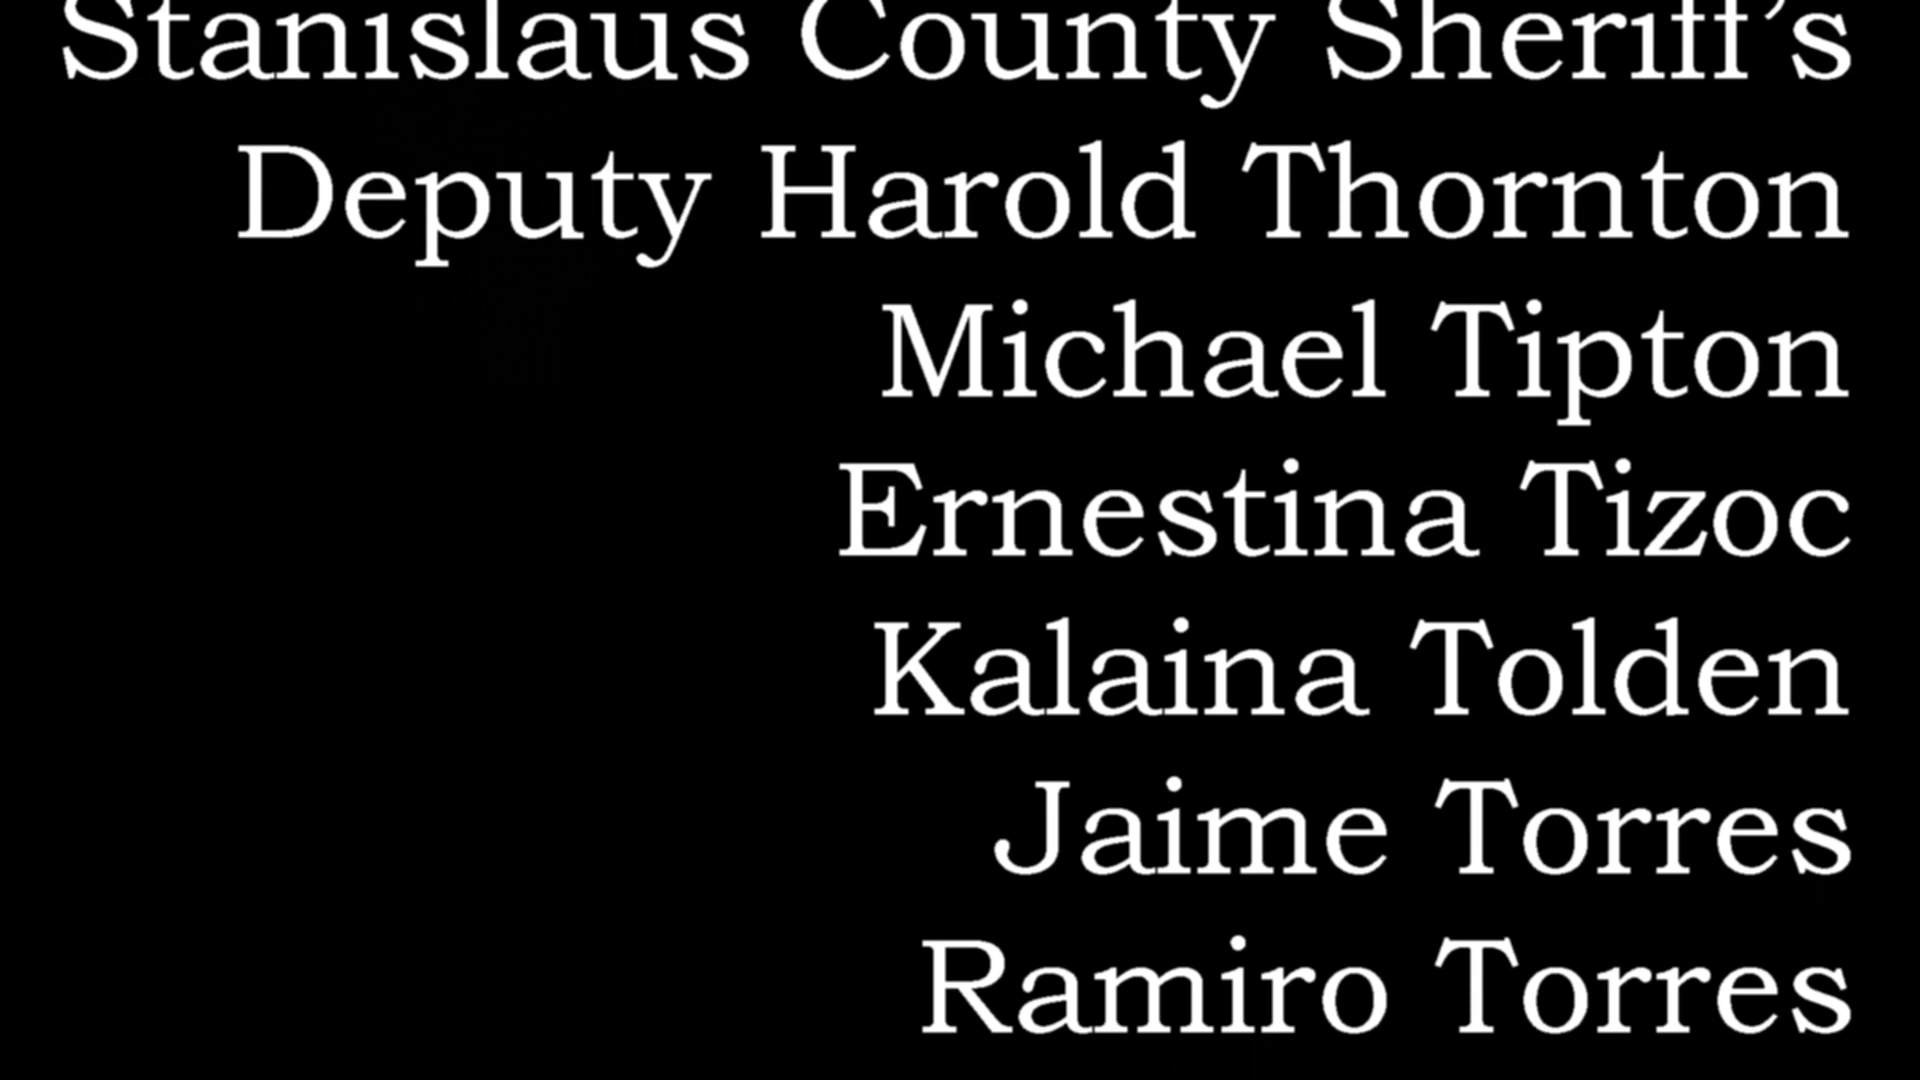 Stanislaus County Sheriff’s
Deputy Harold Thornton
Michael Tipton
Ernestina Tizoc
Kalaina Tolden
Jaime Torres
Ramiro Torres